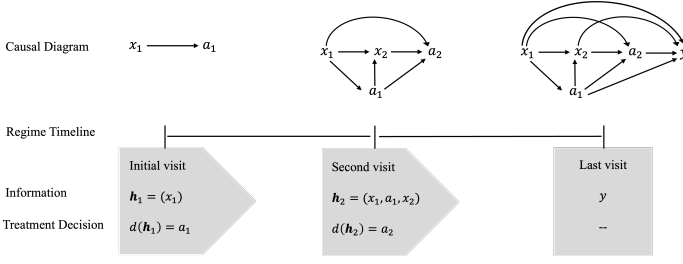 Causal Diagram
x₁ a₁
x₁ x₂ a₂
a₁
x₁ x₂ a₂ y
a₁
Regime Timeline
Initial visit
Second visit
Last visit
Information
h₁ = (x₁)
h₂ = (x₁, a₁, x₂)
y
Treatment Decision
d(h₁) = a₁
d(h₂) = a₂
--